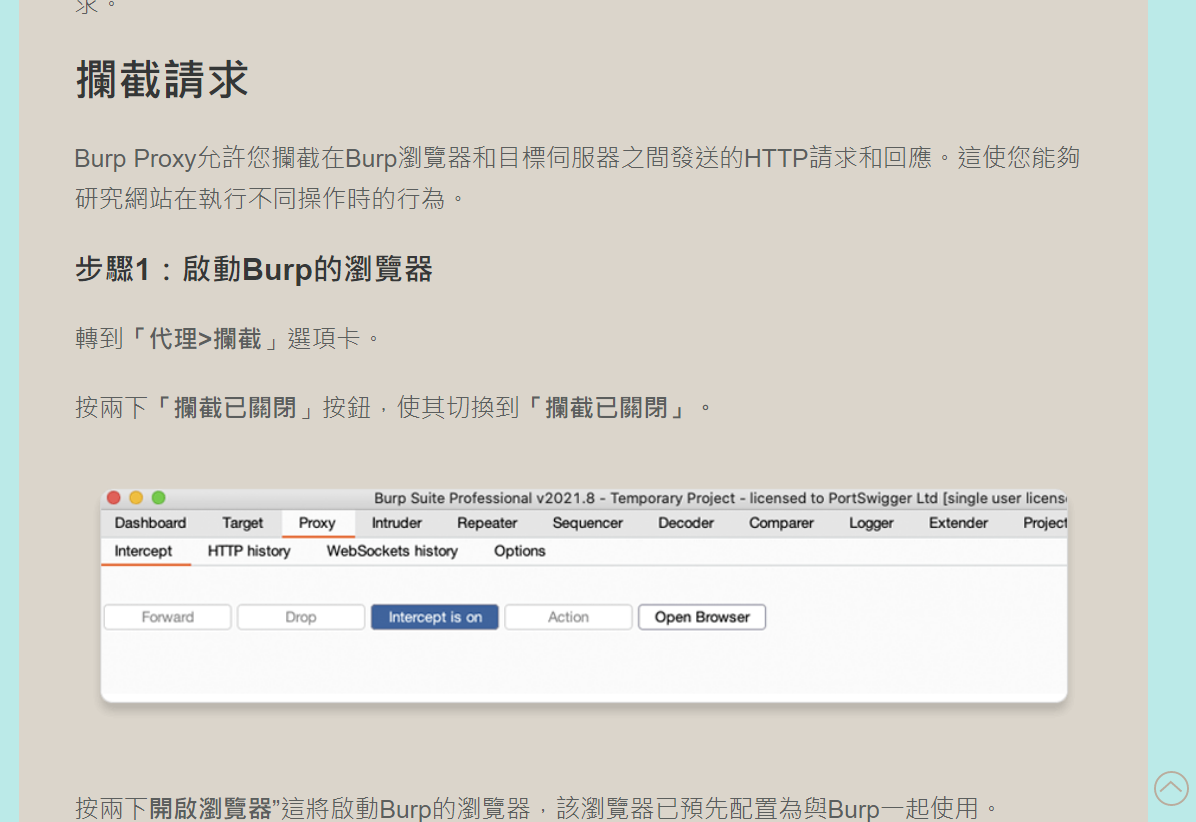 求。
攔截請求
Burp Proxy允許您攔截在Burp瀏覽器和目標伺服器之間發送的HTTP請求和回應。這使您能夠
研究網站在執行不同操作時的行為。
步驟1：啟動Burp的瀏覽器
轉到「代理>攔截」選項卡。
按兩下「攔截已關閉」按鈕，使其切換到「攔截已關閉」。
Burp Suite Professional v2021.8 - Temporary Project - licensed to PortSwigger Ltd [single user licens
Dashboard Target Proxy Intruder Repeater Sequencer Decoder Comparer Logger Extender Project
Intercept HTTP history WebSockets history Options
Forward Drop Intercept is on Action Open Browser
按兩下開啟瀏覽器”這將啟動Burp的瀏覽器，該瀏覽器已預先配置為與Burp一起使用。